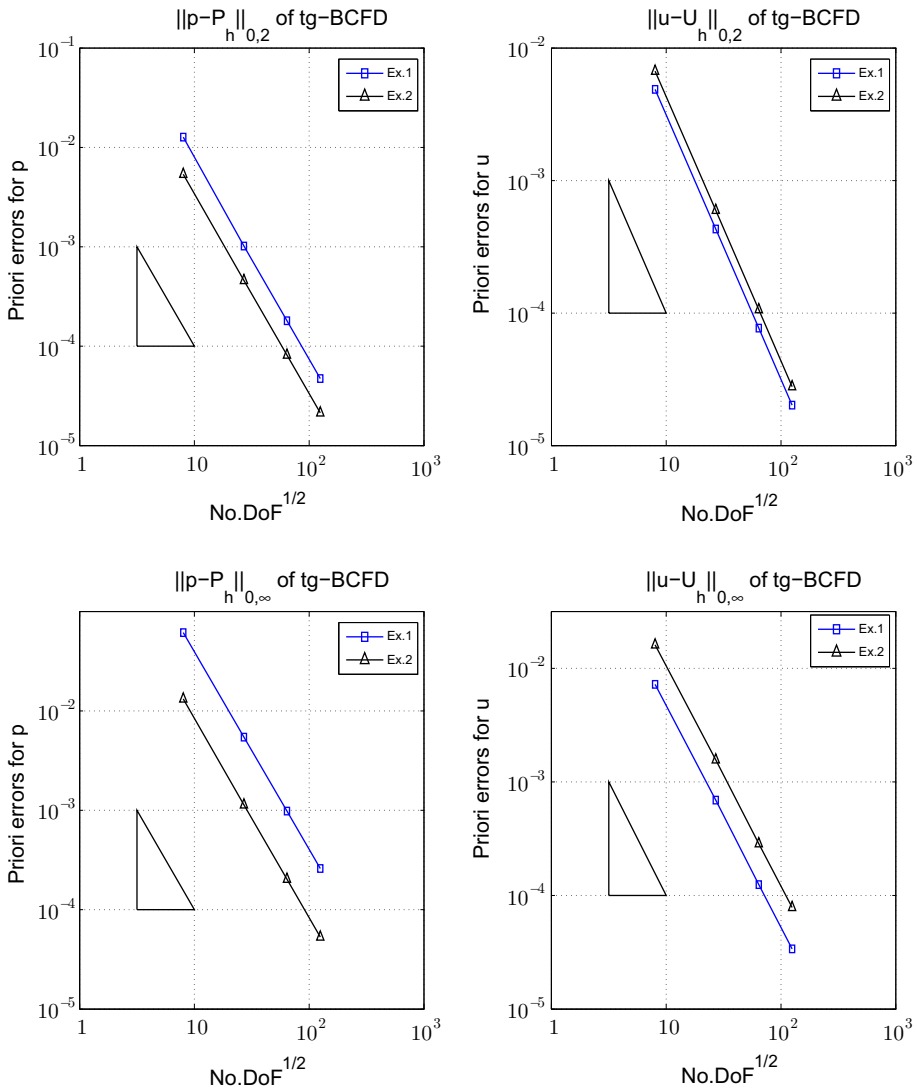 ||p−P_h||_{0,2} of tg−BCFD
10^{-1}
10^{-2}
10^{-3}
10^{-4}
10^{-5}
Priori errors for p
Ex.1
Ex.2
1
10
10^2
10^3
No.DoF^{1/2}
||u−U_h||_{0,2} of tg−BCFD
10^{-2}
10^{-3}
10^{-4}
10^{-5}
Priori errors for u
Ex.1
Ex.2
1
10
10^2
10^3
No.DoF^{1/2}
||p−P_h||_{0,∞} of tg−BCFD
10^{-2}
10^{-3}
10^{-4}
10^{-5}
Priori errors for p
Ex.1
Ex.2
1
10
10^2
10^3
No.DoF^{1/2}
||u−U_h||_{0,∞} of tg−BCFD
10^{-2}
10^{-3}
10^{-4}
10^{-5}
Priori errors for u
Ex.1
Ex.2
1
10
10^2
10^3
No.DoF^{1/2}